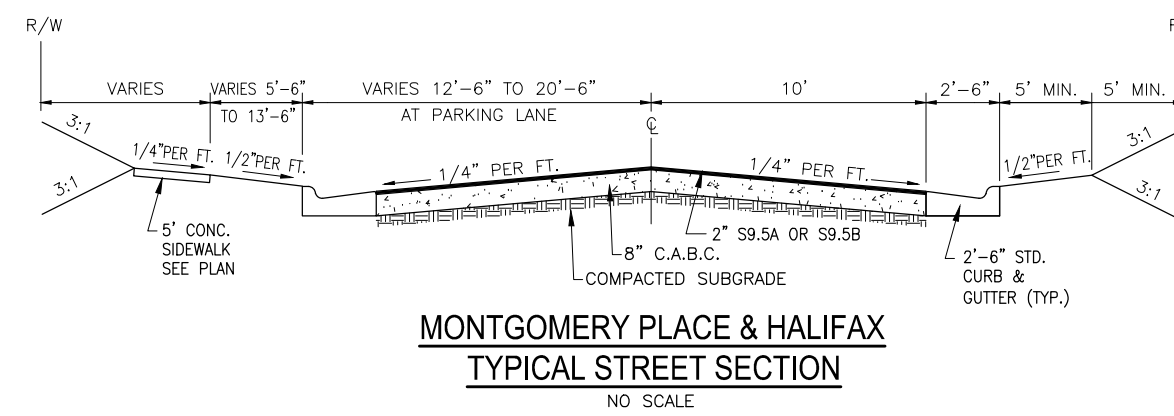 R/W
VARIES
VARIES 5'-6"
TO 13'-6"
VARIES 12'-6" TO 20'-6"
AT PARKING LANE
10'
2'-6"
5' MIN.
5' MIN.
℄
3:1
3:1
1/4"PER FT.
1/2"PER FT.
1/4" PER FT.
1/4" PER FT.
1/2"PER FT.
3:1
3:1
5' CONC.
SIDEWALK
SEE PLAN
8" C.A.B.C.
2" S9.5A OR S9.5B
COMPACTED SUBGRADE
2'-6" STD.
CURB &
GUTTER (TYP.)
MONTGOMERY PLACE & HALIFAX
TYPICAL STREET SECTION
NO SCALE